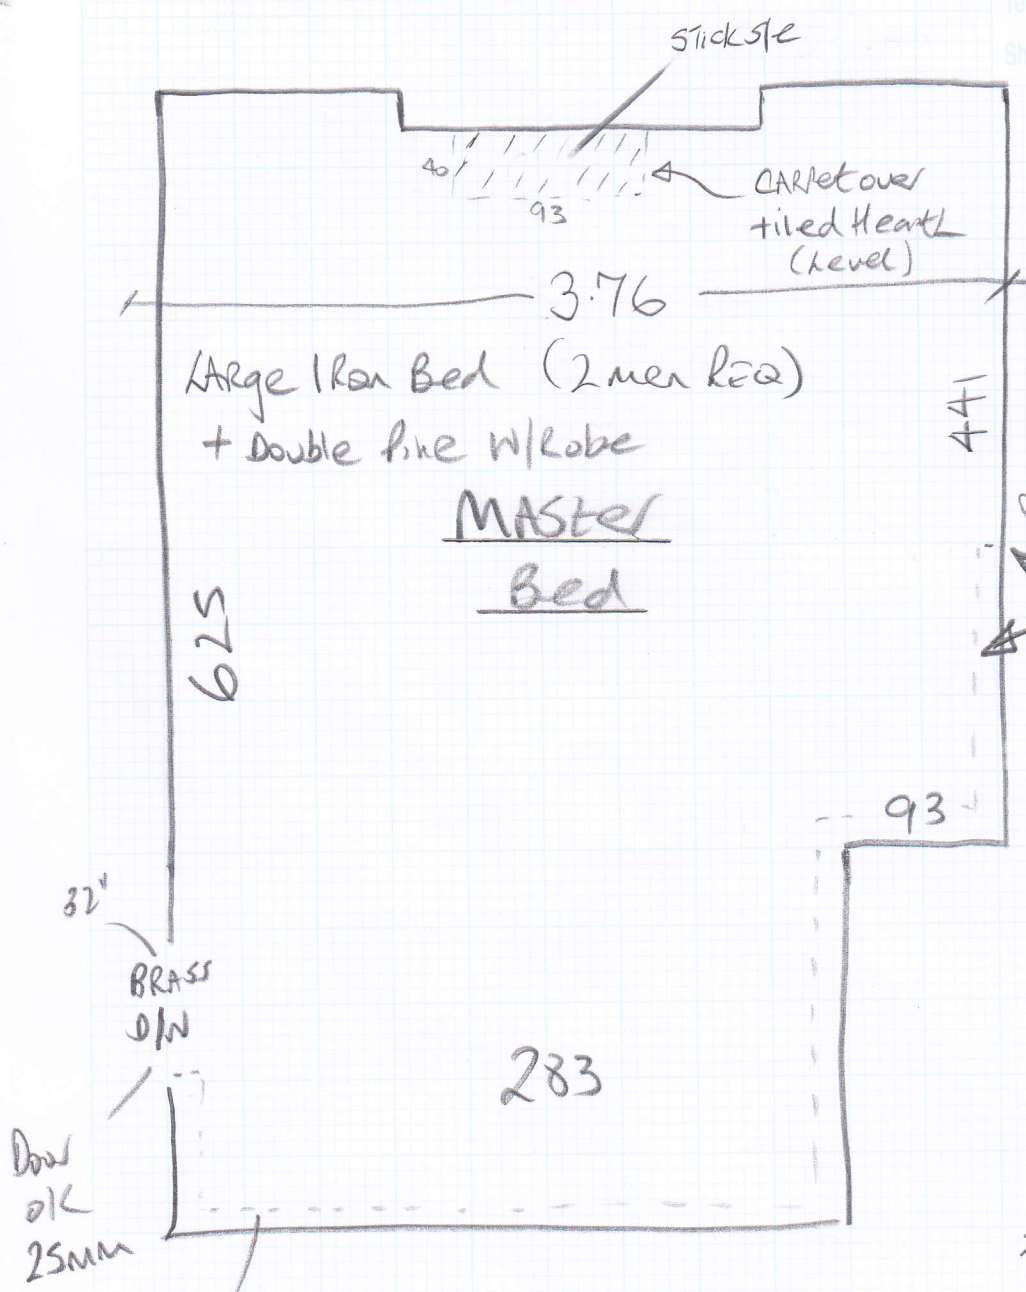 40
93
CARPet over
tiled Hearth
(Level)
3.76
LARge IRon Bed (2 men REQ)
+ Double Pine W/Robe
441
MASter
Bed
625
93
32"
BRASS
D/W
283
Door
OK
25mm